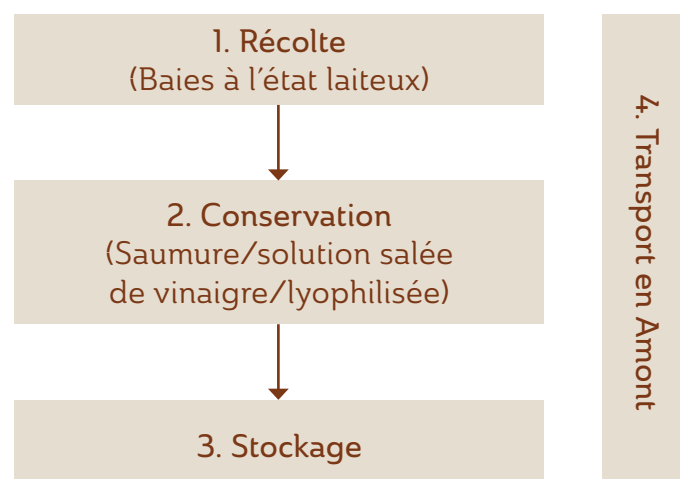 1. Récolte
(Baies à l'état laiteux)
2. Conservation
(Saumure/solution salée
de vinaigre/lyophilisée)
3. Stockage
4. Transport en Amont